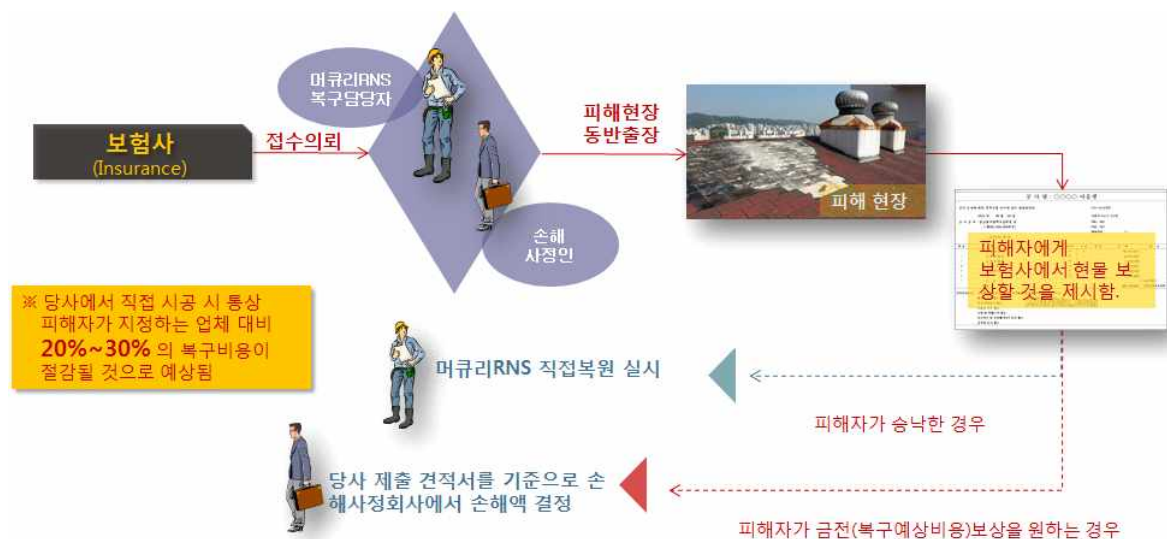 머큐리RNS
복구담당자
보험사
(Insurance)
접수의뢰
피해현장
동반출장
피해 현장
손해
사정인
피해자에게
보험사에서 현물 보
상할 것을 제시함.
※ 당사에서 직접 시공 시 통상
피해자가 지정하는 업체 대비
20%~30% 의 복구비용이
절감될 것으로 예상됨
머큐리RNS 직접복원 실시
피해자가 승낙한 경우
당사 제출 견적서를 기준으로 손
해사정회사에서 손해액 결정
피해자가 금전(복구예상비용)보상을 원하는 경우